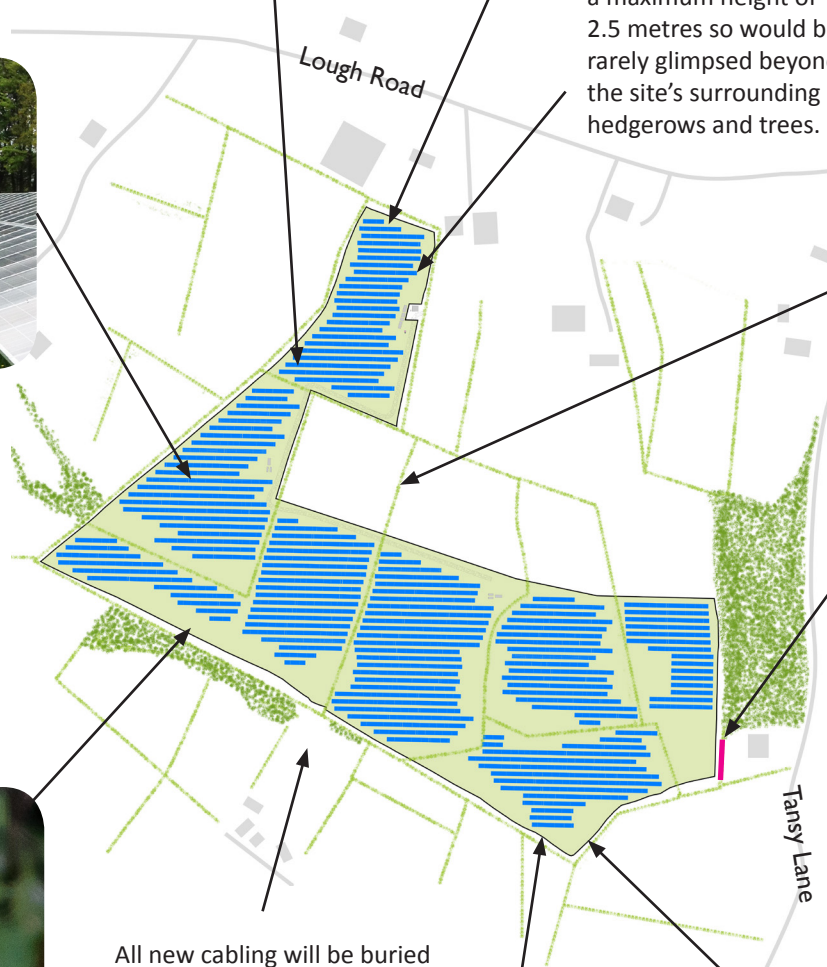 a maximum height of
2.5 metres so would b
rarely glimpsed beyon
the site's surrounding
hedgerows and trees.
Lough Road
Tansy Lane
All new cabling will be buried